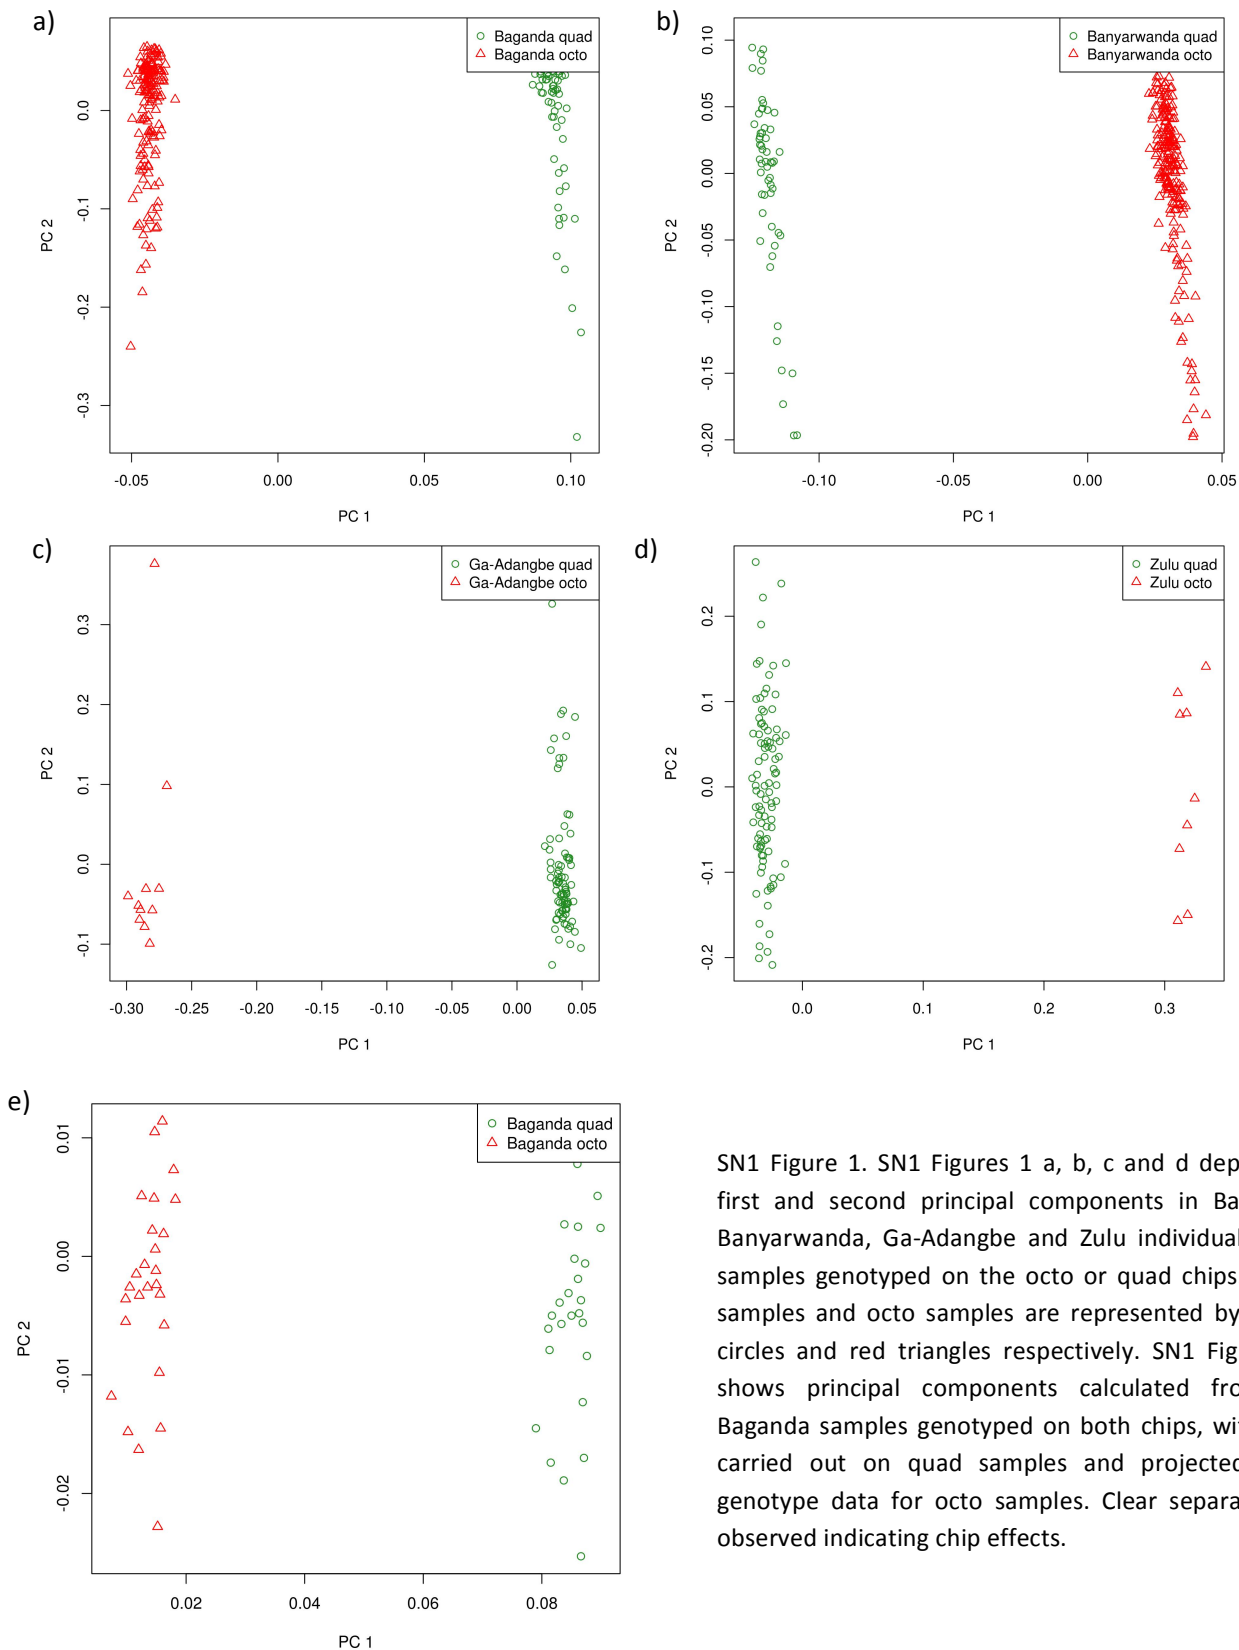 a)
Baganda quad
Baganda octo
0.0
-0.1
-0.2
-0.3
PC 2
-0.05
0.00
0.05
0.10
PC 1
b)
Banyarwanda quad
Banyarwanda octo
0.10
0.05
0.00
-0.05
-0.10
-0.15
-0.20
PC 2
-0.10
-0.05
0.00
0.05
PC 1
c)
Ga-Adangbe quad
Ga-Adangbe octo
0.3
0.2
0.1
0.0
-0.1
PC 2
-0.30
-0.25
-0.20
-0.15
-0.10
-0.05
0.00
0.05
PC 1
d)
Zulu quad
Zulu octo
0.2
0.1
0.0
-0.1
-0.2
PC 2
0.0
0.1
0.2
0.3
PC 1
e)
Baganda quad
Baganda octo
0.01
0.00
-0.01
-0.02
PC 2
0.02
0.04
0.06
0.08
PC 1
SN1 Figure 1. SN1 Figures 1 a, b, c and d dep
first and second principal components in Ba
Banyarwanda, Ga-Adangbe and Zulu individual
samples genotyped on the octo or quad chips
samples and octo samples are represented by
circles and red triangles respectively. SN1 Fig
shows principal components calculated fro
Baganda samples genotyped on both chips, wit
carried out on quad samples and projected
genotype data for octo samples. Clear separa
observed indicating chip effects.